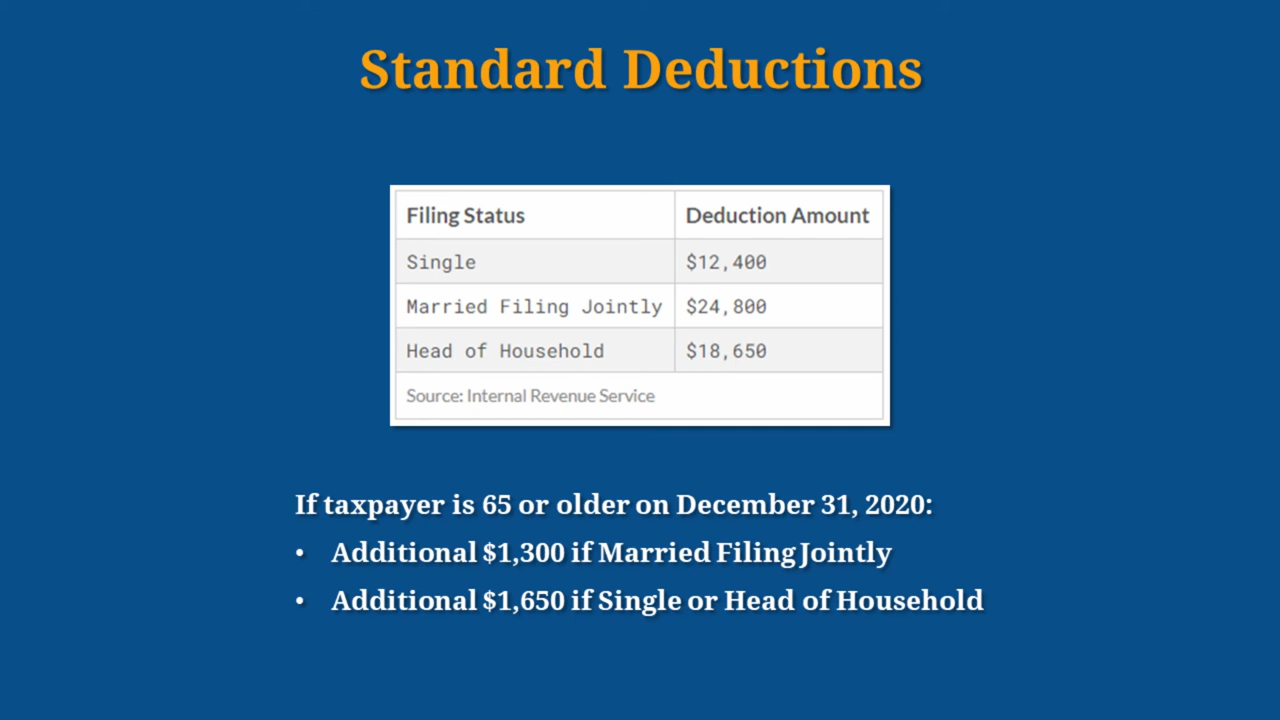 Standard Deductions
Filing Status Deduction Amount
Single $12,400
Married Filing Jointly $24,800
Head of Household $18,650
Source: Internal Revenue Service
If taxpayer is 65 or older on December 31, 2020:
• Additional $1,300 if Married Filing Jointly
• Additional $1,650 if Single or Head of Household